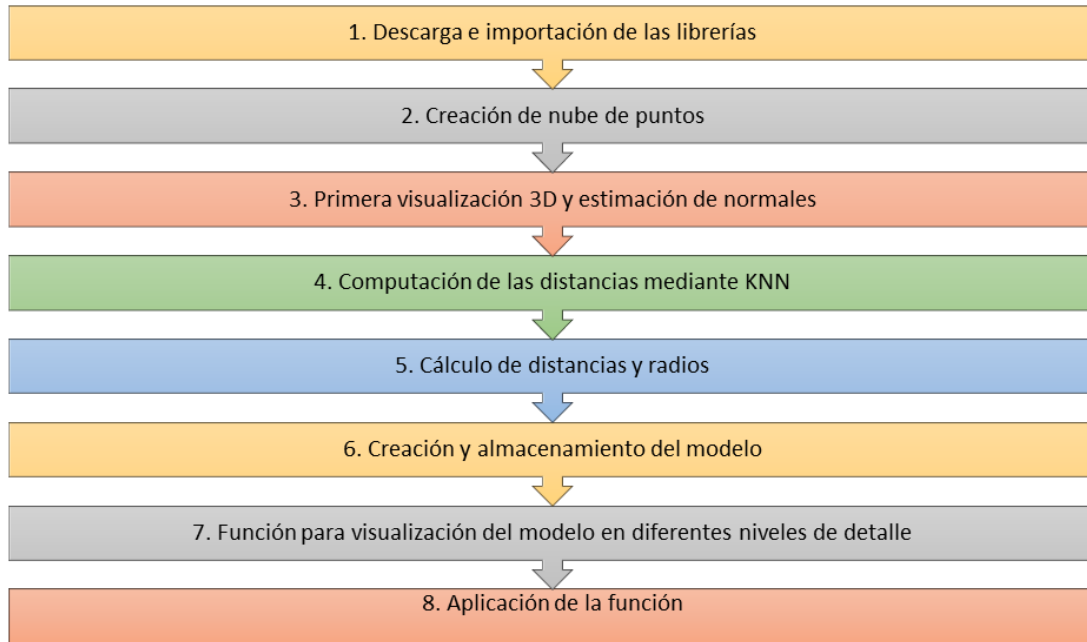 1. Descarga e importación de las librerías
2. Creación de nube de puntos
3. Primera visualización 3D y estimación de normales
4. Computación de las distancias mediante KNN
5. Cálculo de distancias y radios
6. Creación y almacenamiento del modelo
7. Función para visualización del modelo en diferentes niveles de detalle
8. Aplicación de la función